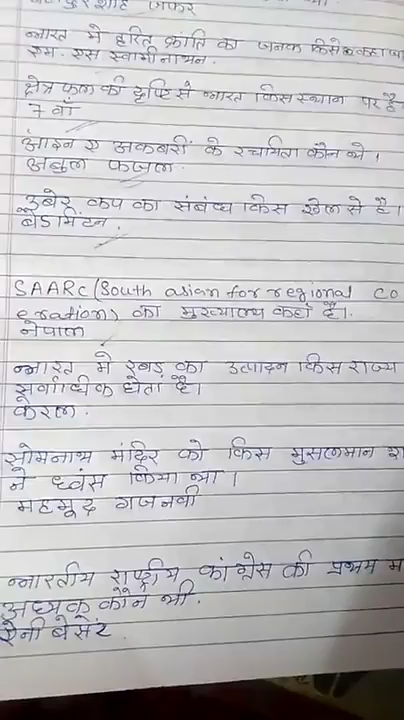 शाह जफर
भारत मे हरित क्रांति का जनक किसे कहा
एम. एस स्वामीनाथन.
क्षेत्रफल की दृष्टि से भारत किस स्थान पर है
7 वाँ
आइन ए अकबरी के रचयिता कौन थे।
अबुल फजल.
उबेर कप का संबंध किस खेल से है।
बैडमिंटन.
SAARC (South asian for regional co
eration) का मुख्यालय कहां है।
नेपाल
भारत मे रबड़ का उत्पादन किस राज्य
सर्वाधिक होता है।
केरल.
सोमनाथ मंदिर को किस मुसलमान शा
ने ध्वंस किया था।
महमूद गजनवी
भारतीय राष्ट्रीय कांग्रेस की प्रथम म
अध्यक्ष कौन थी.
ऐनी बेसेंट.